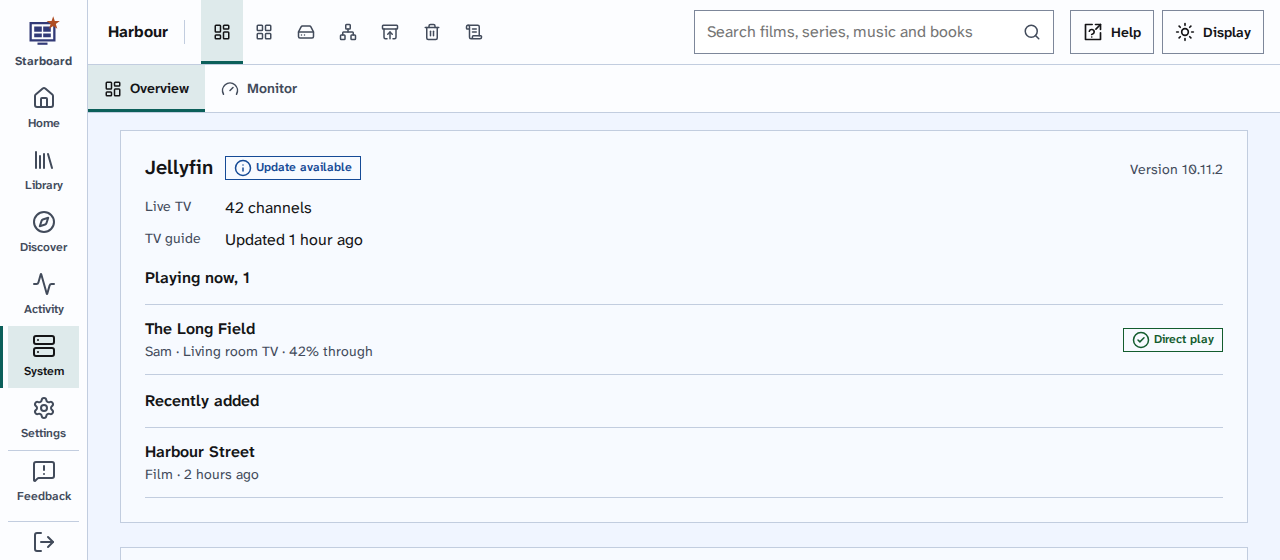 Starboard
Home
Library
Discover
Activity
System
Settings
Feedback
Harbour
Search films, series, music and books
Help
Display
Overview
Monitor
Jellyfin
Update available
Version 10.11.2
Live TV
42 channels
TV guide
Updated 1 hour ago
Playing now, 1
The Long Field
Sam · Living room TV · 42% through
Direct play
Recently added
Harbour Street
Film · 2 hours ago